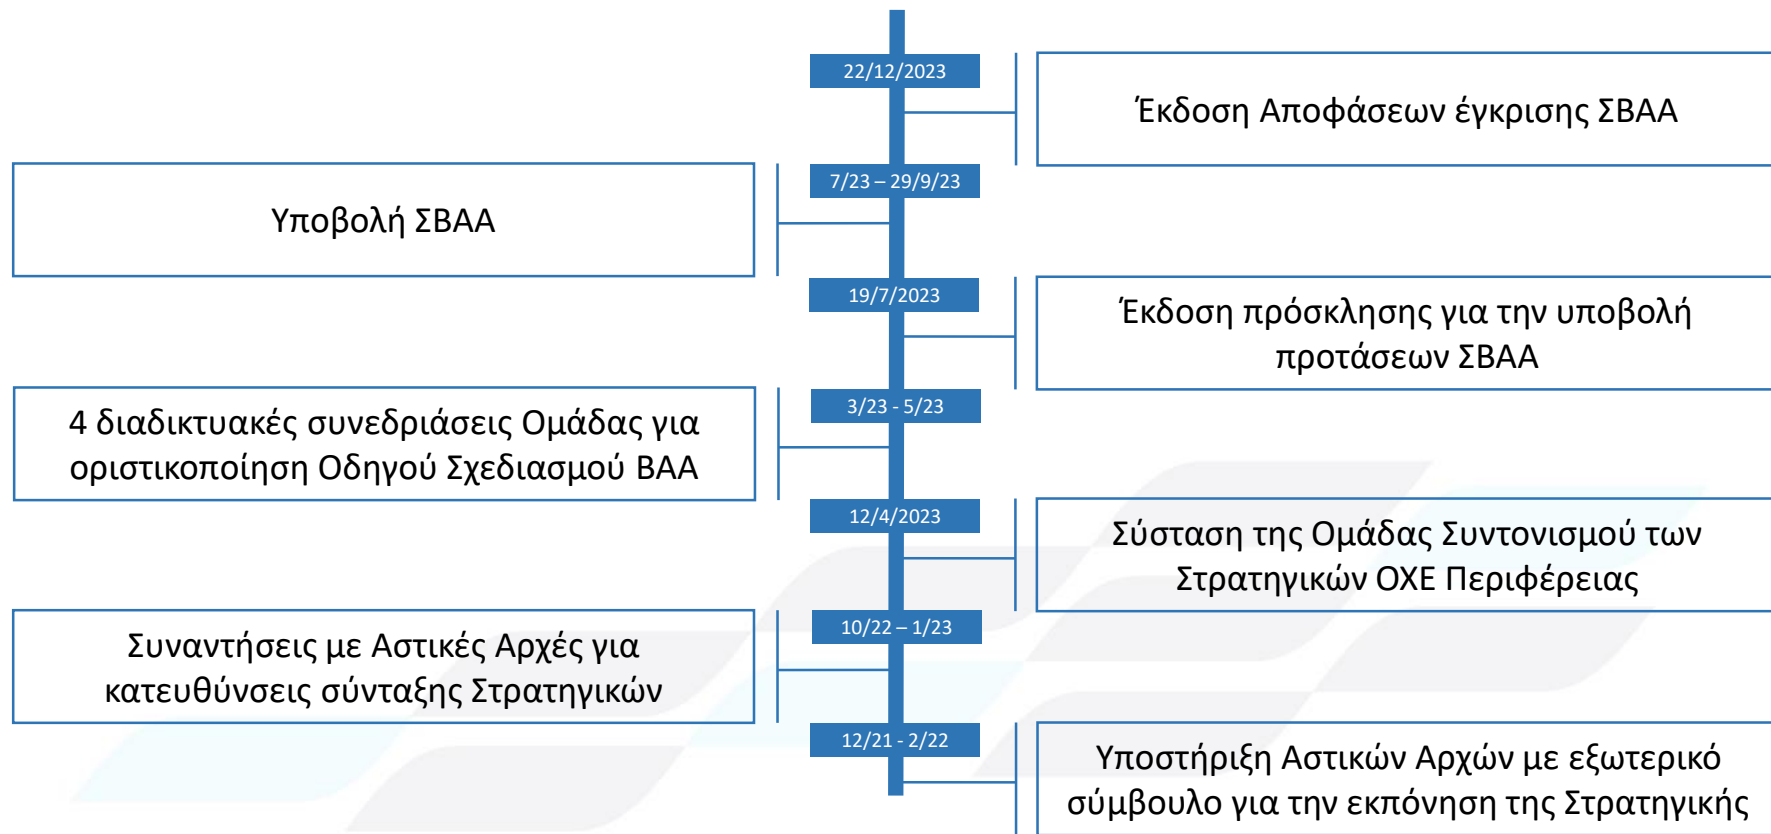 22/12/2023
Έκδοση Αποφάσεων έγκρισης ΣΒΑΑ
7/23 – 29/9/23
Υποβολή ΣΒΑΑ
19/7/2023
Έκδοση πρόσκλησης για την υποβολή
προτάσεων ΣΒΑΑ
3/23 - 5/23
4 διαδικτυακές συνεδριάσεις Ομάδας για
οριστικοποίηση Οδηγού Σχεδιασμού ΒΑΑ
12/4/2023
Σύσταση της Ομάδας Συντονισμού των
Στρατηγικών ΟΧΕ Περιφέρειας
10/22 – 1/23
Συναντήσεις με Αστικές Αρχές για
κατευθύνσεις σύνταξης Στρατηγικών
12/21 - 2/22
Υποστήριξη Αστικών Αρχών με εξωτερικό
σύμβουλο για την εκπόνηση της Στρατηγικής